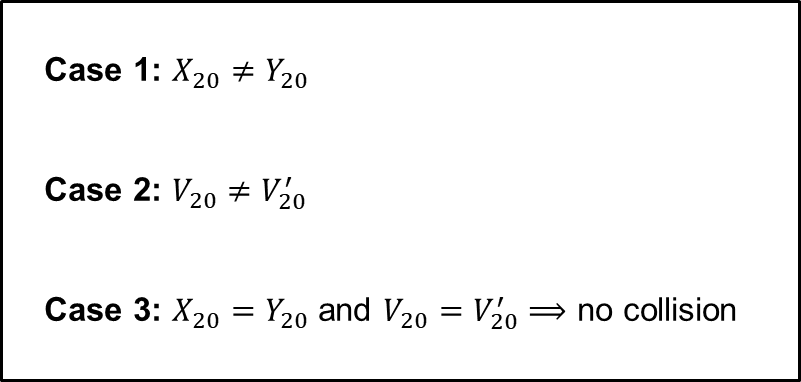 Case 1: X₂₀ ≠ Y₂₀
Case 2: V₂₀ ≠ V′₂₀
Case 3: X₂₀ = Y₂₀ and V₂₀ = V′₂₀ ⟹ no collision